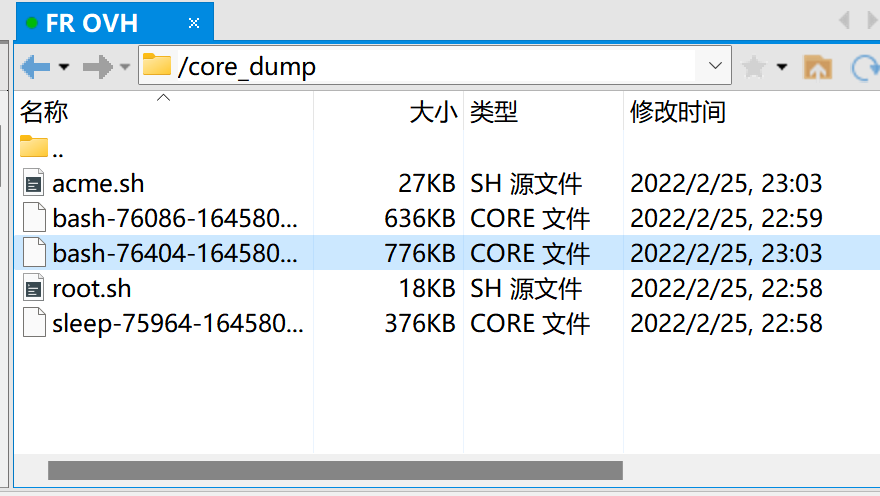 FR OVH ×
/core_dump
名称 大小 类型 修改时间
..
acme.sh 27KB SH 源文件 2022/2/25, 23:03
bash-76086-164580... 636KB CORE 文件 2022/2/25, 22:59
bash-76404-164580... 776KB CORE 文件 2022/2/25, 23:03
root.sh 18KB SH 源文件 2022/2/25, 22:58
sleep-75964-164580... 376KB CORE 文件 2022/2/25, 22:58